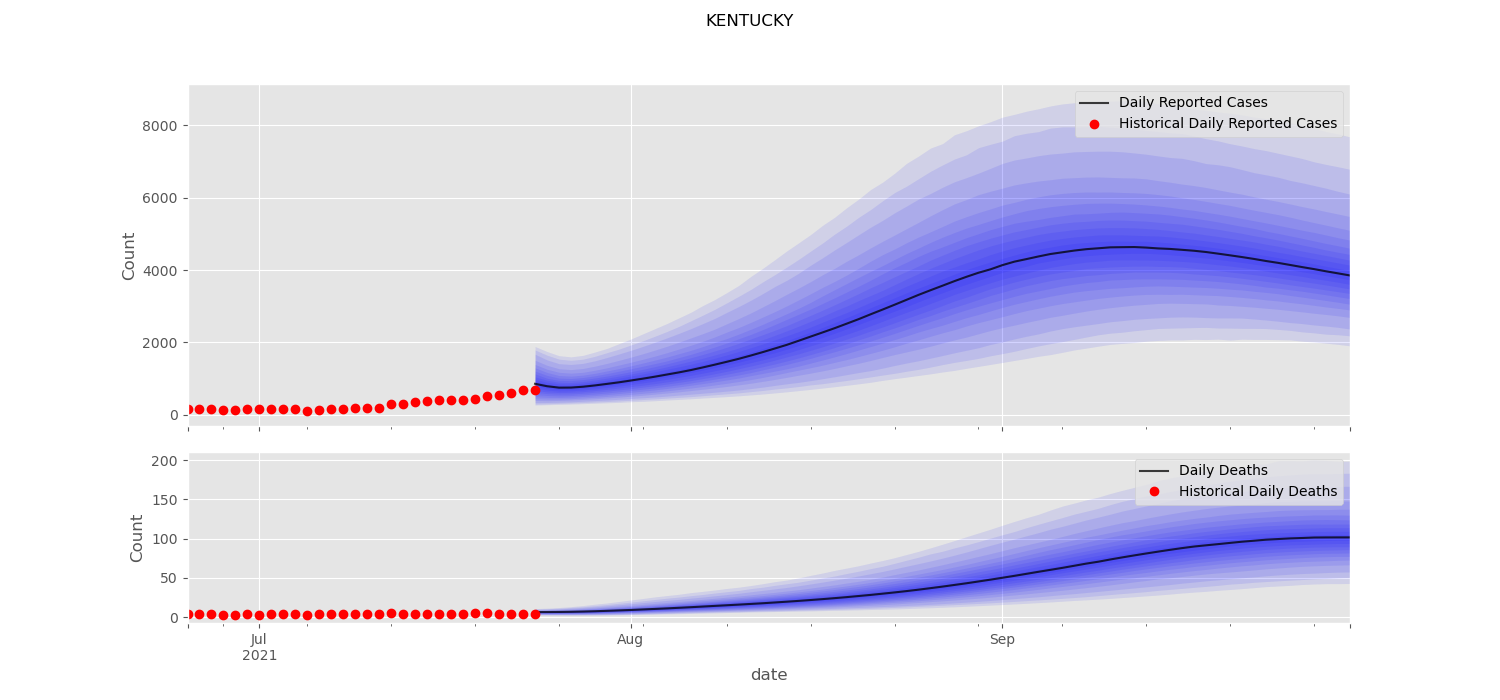 KENTUCKY
Daily Reported Cases
Historical Daily Reported Cases
8000
6000
4000
2000
0
Count
Daily Deaths
Historical Daily Deaths
200
150
100
50
0
Count
Jul
2021
Aug
Sep
date